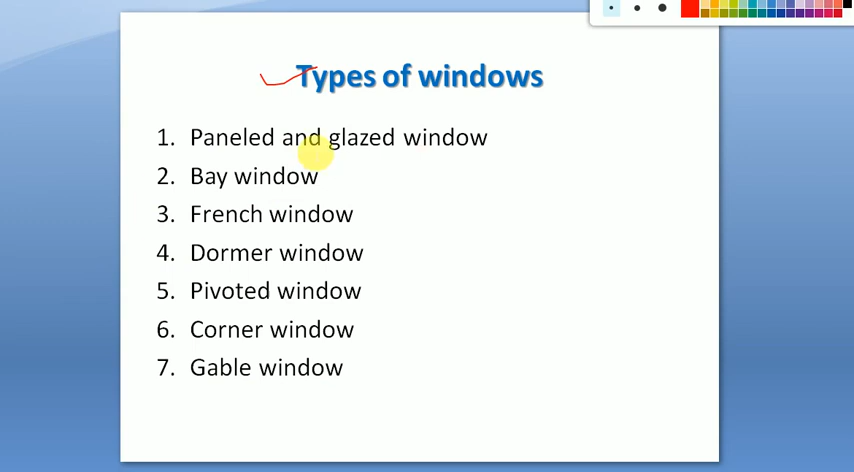 Types of windows
1. Paneled and glazed window
2. Bay window
3. French window
4. Dormer window
5. Pivoted window
6. Corner window
7. Gable window